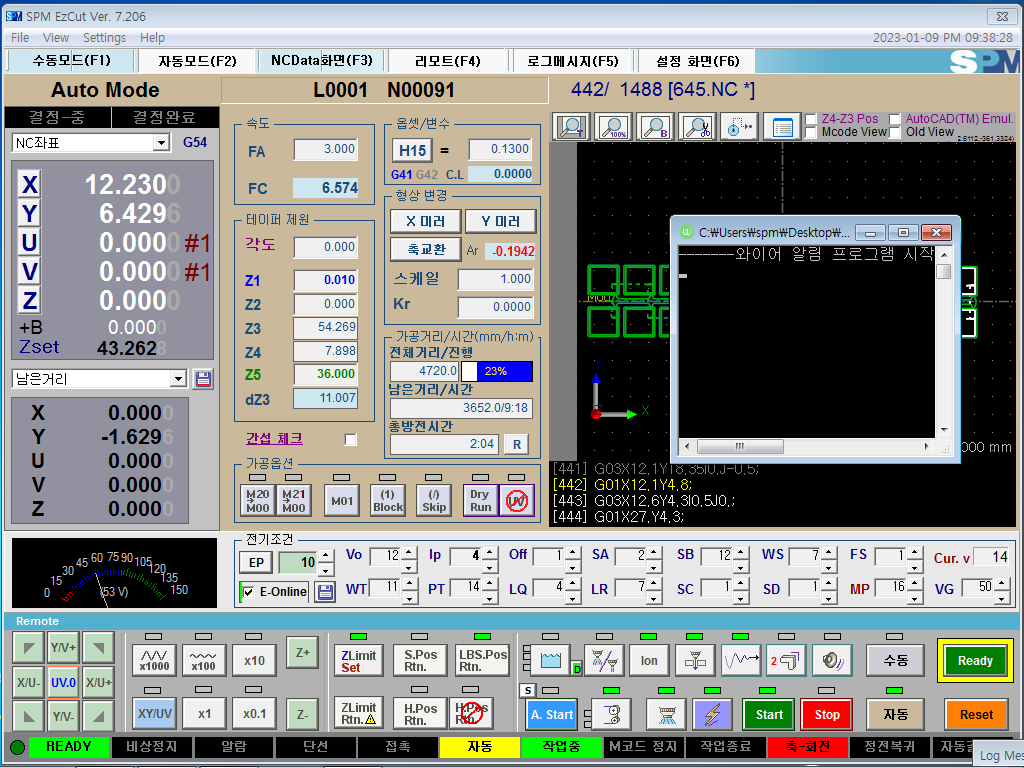 SPM EzCut Ver. 7.206
File View Settings Help
2023-01-09 PM 09:38:28
수동모드(F1) 자동모드(F2) NCData화면(F3) 리모트(F4) 로그메시지(F5) 설정 화면(F6)
SPM
Auto Mode
L0001 N00091
442/ 1488 [645.NC *]
결정-중 결정완료
NC좌표 G54
X 12.2300
Y 6.4296
U 0.0000 #1
V 0.0000 #1
Z 0.0000
+B 0.0000
Zset 43.2628
남은거리
X 0.0000
Y -1.6296
U 0.0000
V 0.0000
Z 0.0000
속도
FA 3.000
FC 6.574
테이퍼 제원
각도 0.000
Z1 0.010
Z2 0.000
Z3 54.269
Z4 7.898
Z5 36.000
dZ3 11.007
간섭 체크
옵셋/변수
H15 = 0.1300
G41 G42 C.L 0.0000
형상 변경
X 미러 Y 미러
축교환 Ar -0.1942
스케일 1.000
Kr 0.0000
가공거리/시간(mm/h:m)
전체거리/진행
4720.0 23%
남은거리/시간
3652.0/9:18
총방전시간
2:04 R
가공옵션
M20 M00
M21 M00
M01
(1) Block
(/) Skip
Dry Run
UV
T 100% B
Z4-Z3 Pos AutoCAD(TM) Emul.
Mcode View Old View
2.6112,-361.3324)
C:₩Users₩spm₩Desktop₩...
-------와이어 알림 프로그램 시작
M00
Y
X
000 mm
[441] G03X12,1Y18,35I0,J-0,5;
[442] G01X12,1Y4,8;
[443] G03X12,6Y4,3I0,5J0,;
[444] G01X27,Y4,3;
0 15 30 45 60 75 90 105 120 135 150
(53 V)
전기조건
EP 10
E-Online
Vo 12 Ip 4 Off 1 SA 2 SB 12 WS 7 FS 1 Cur. v 14
WT 11 PT 14 LQ 4 LR 7 SC 1 SD 1 MP 16 VG 50
Remote
Y/V+
X/U- UV.0 X/U+
Y/V-
x1000 x100 x10 Z+
XY/UV x1 x0.1 Z-
ZLimit Set
S.Pos Rtn.
LBS.Pos Rtn.
ZLimit Rtn.
H.Pos Rtn.
D Ion 2 수동 Ready
S A. Start Start Stop 자동 Reset
READY 비상정지 알람 단선 접촉 자동 작업중 M코드 정지 작업종료 축-회전 정전복귀
Log Mes